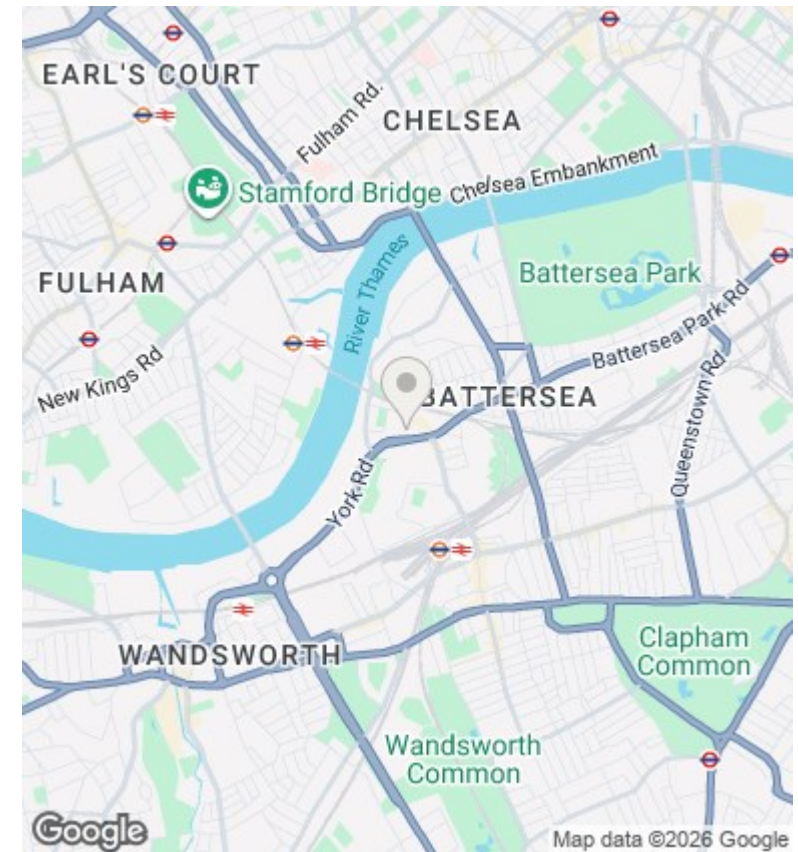 EARL'S COURT
Fulham Rd.
CHELSEA
Chelsea Embankment
Stamford Bridge
River Thames
Battersea Park
FULHAM
New Kings Rd
Battersea Park Rd
BATTERSEA
Queenstown Rd
York Rd
WANDSWORTH
Clapham
Common
Wandsworth
Common
Google
Map data ©2026 Google